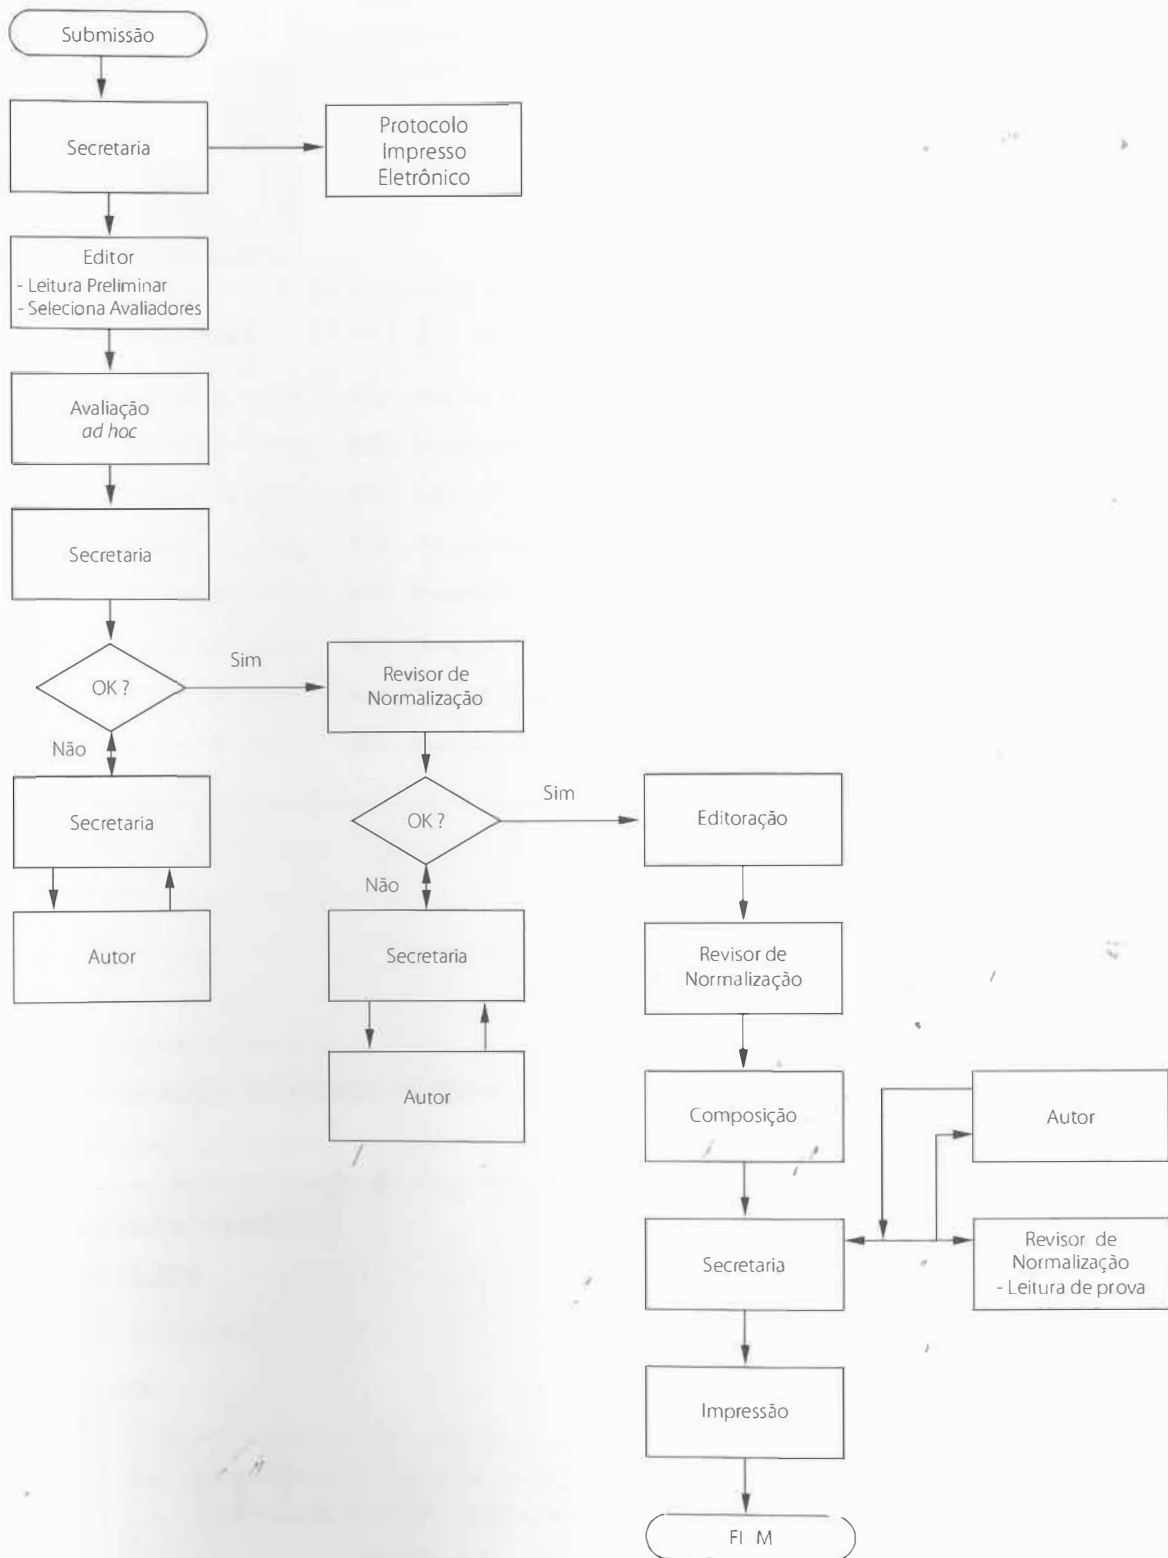 Submissão
Secretaria
Protocolo
Impresso
Eletrônico
Editor
- Leitura Preliminar
- Seleciona Avaliadores
Avaliação
ad hoc
Secretaria
OK ?
Sim
Não
Revisor de
Normalização
Secretaria
Autor
OK ?
Sim
Não
Editoração
Secretaria
Autor
Revisor de
Normalização
Composição
Autor
Secretaria
Revisor de
Normalização
- Leitura de prova
Impressão
FI M